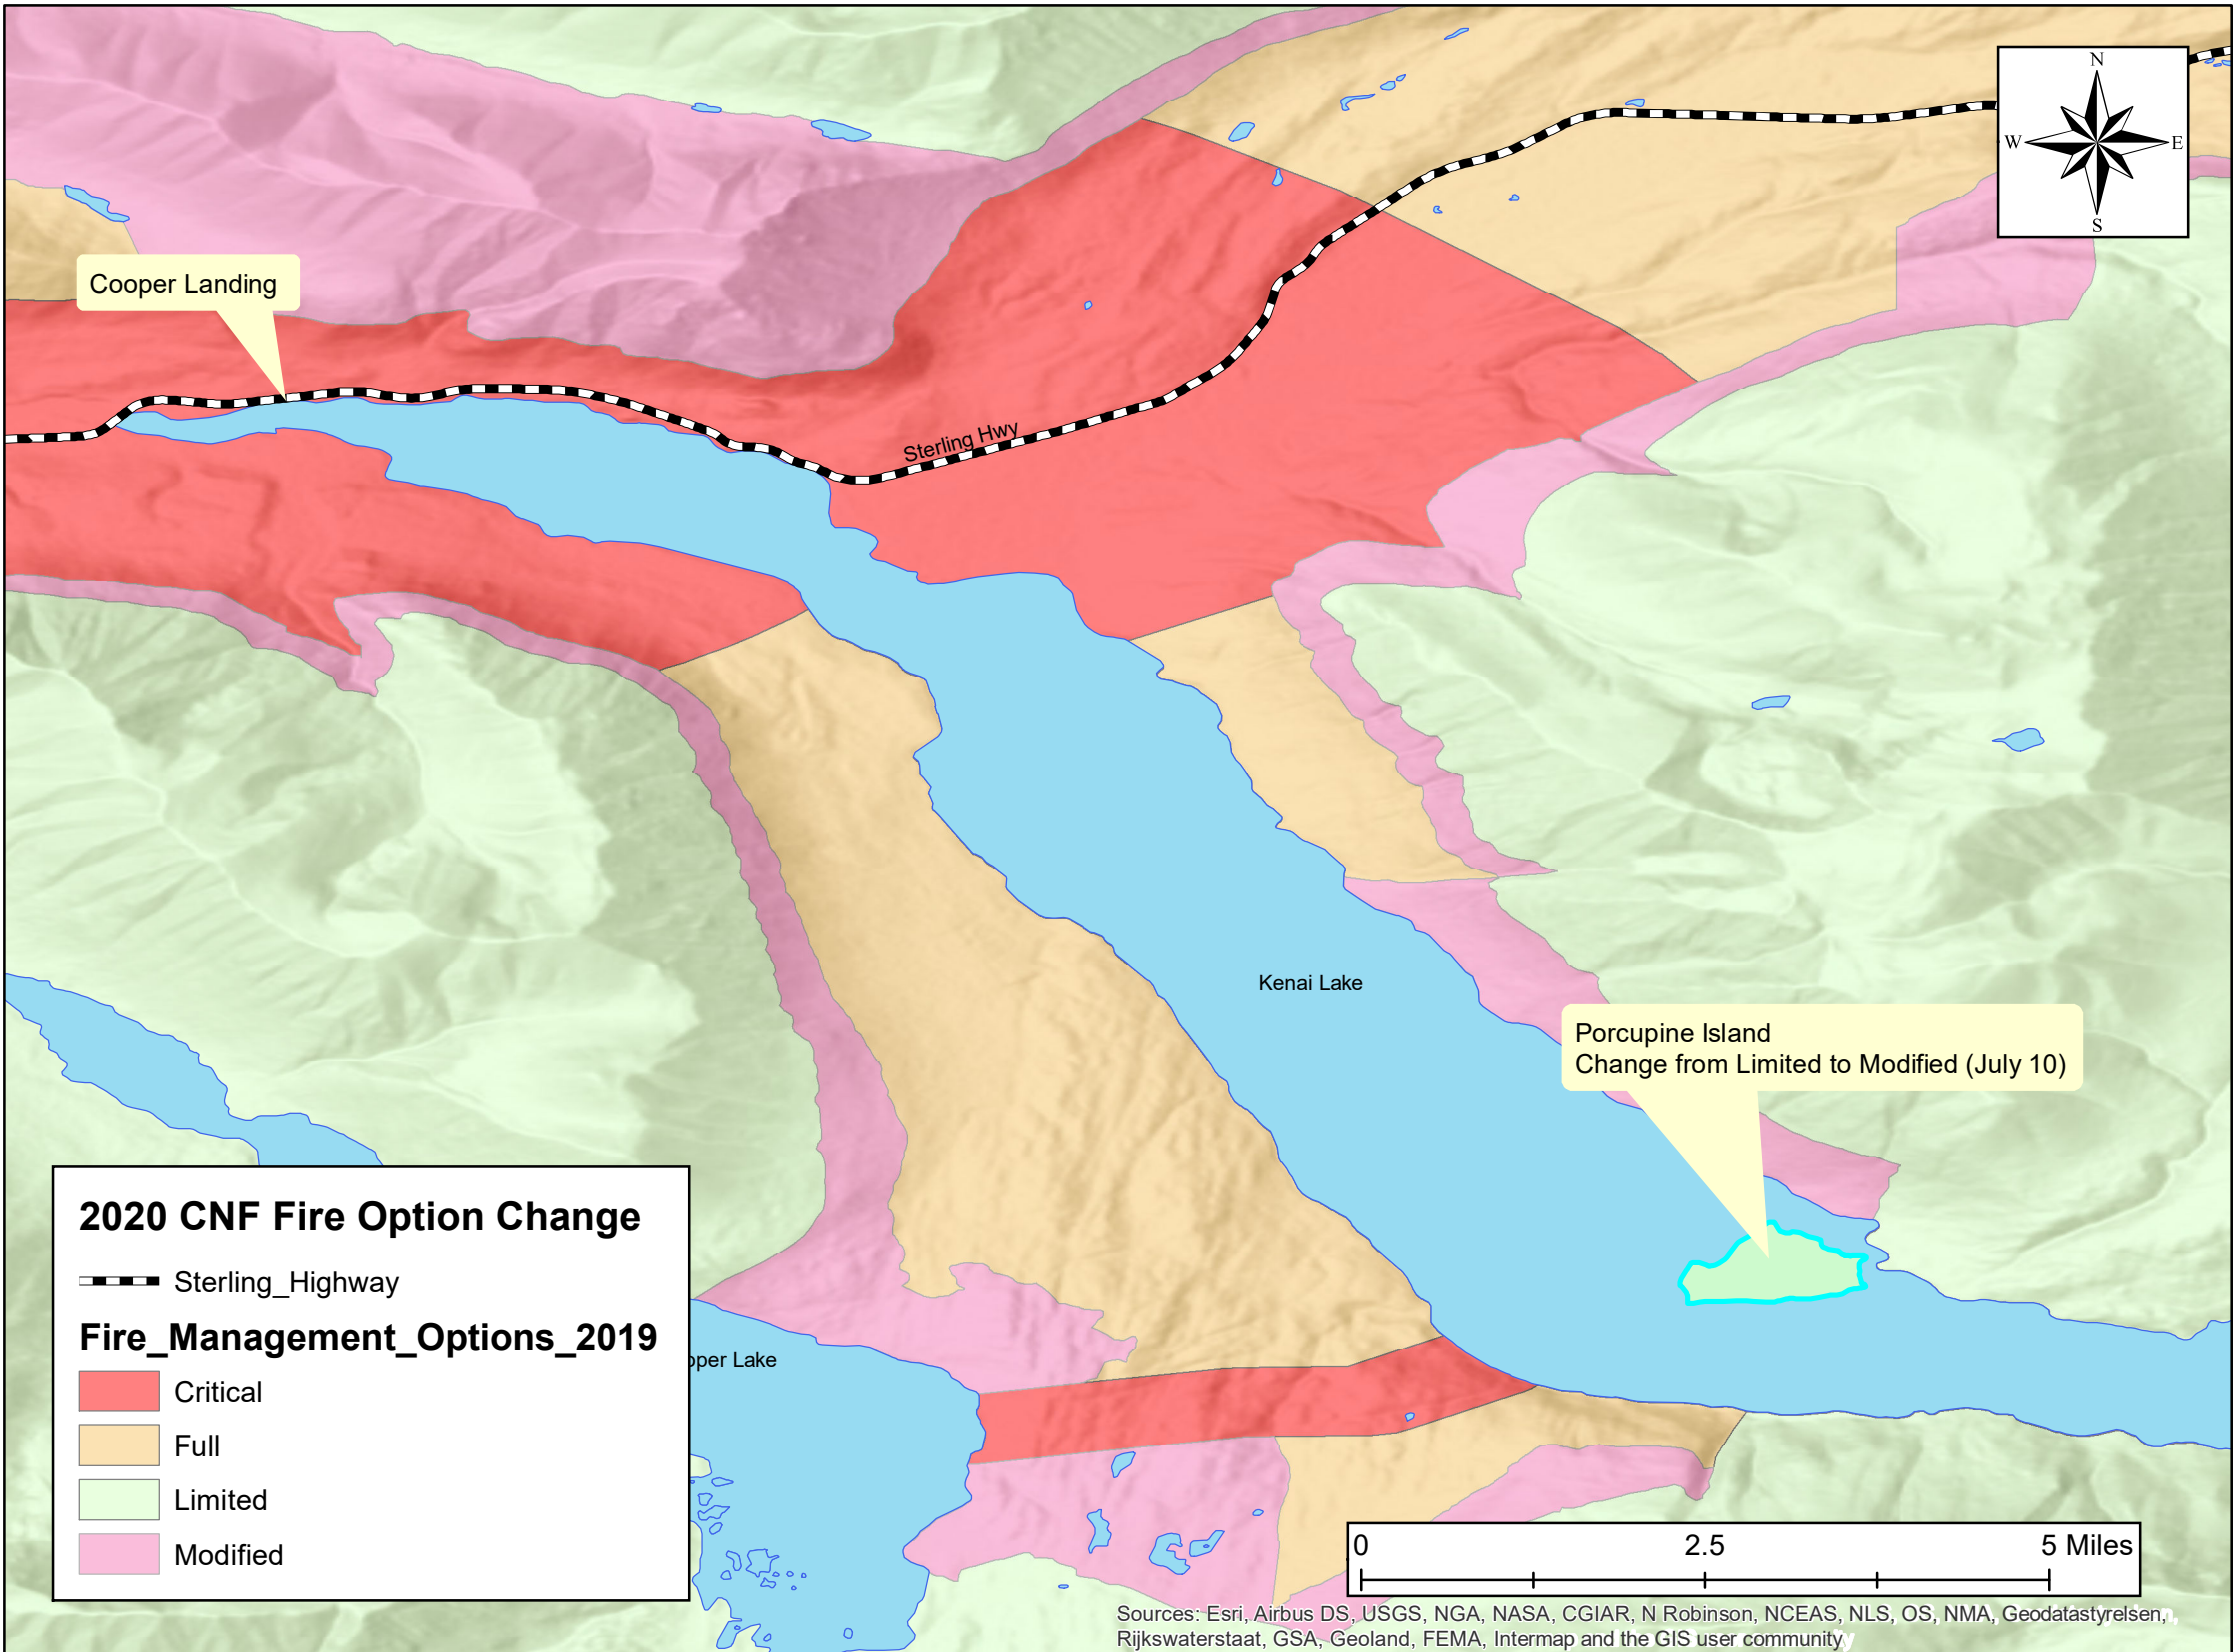 N
W
E
S
Cooper Landing
Sterling Hwy
Kenai Lake
Porcupine Island
Change from Limited to Modified (July 10)
2020 CNF Fire Option Change
Sterling_Highway
Fire_Management_Options_2019
Critical
Full
Limited
Modified
Lake
0 2.5 5 Miles
Sources: Esri, Airbus DS, USGS, NGA, NASA, CGIAR, N Robinson, NCEAS, NLS, OS, NMA, Geodatastyrelsen,
Rijkswaterstaat, GSA, Geoland, FEMA, Intermap and the GIS user community